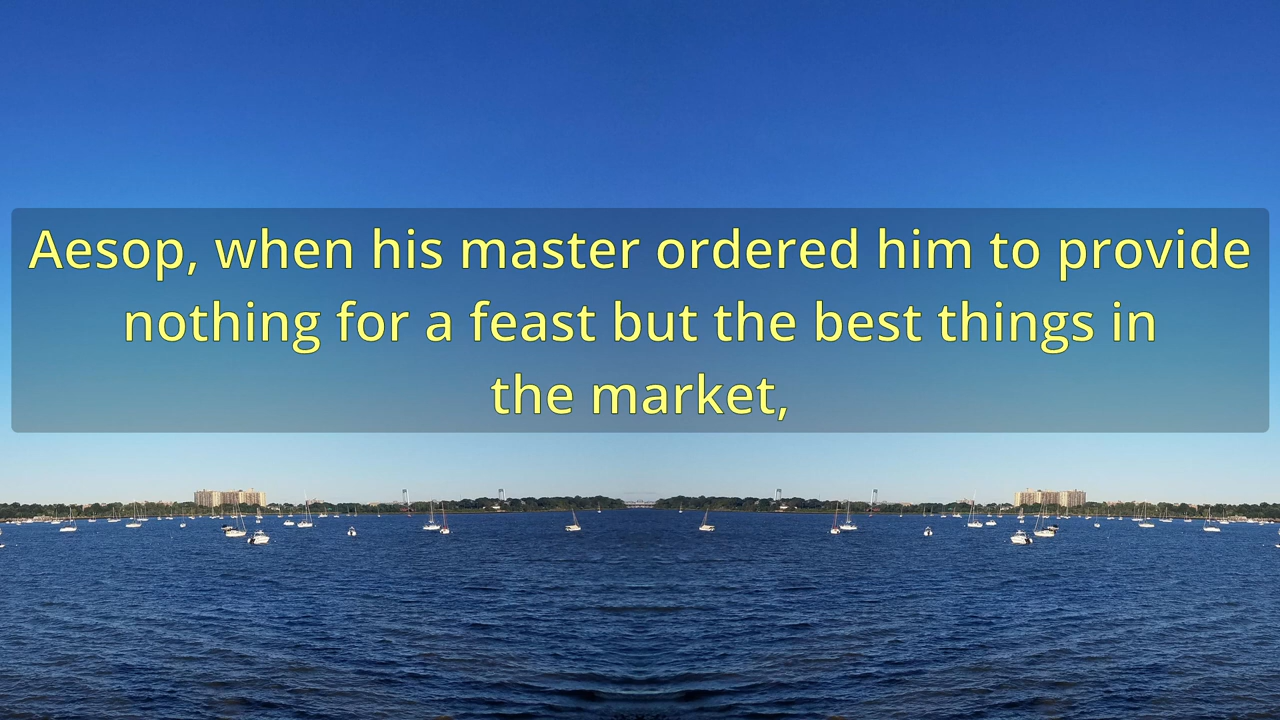 Aesop, when his master ordered him to provide
nothing for a feast but the best things in
the market,